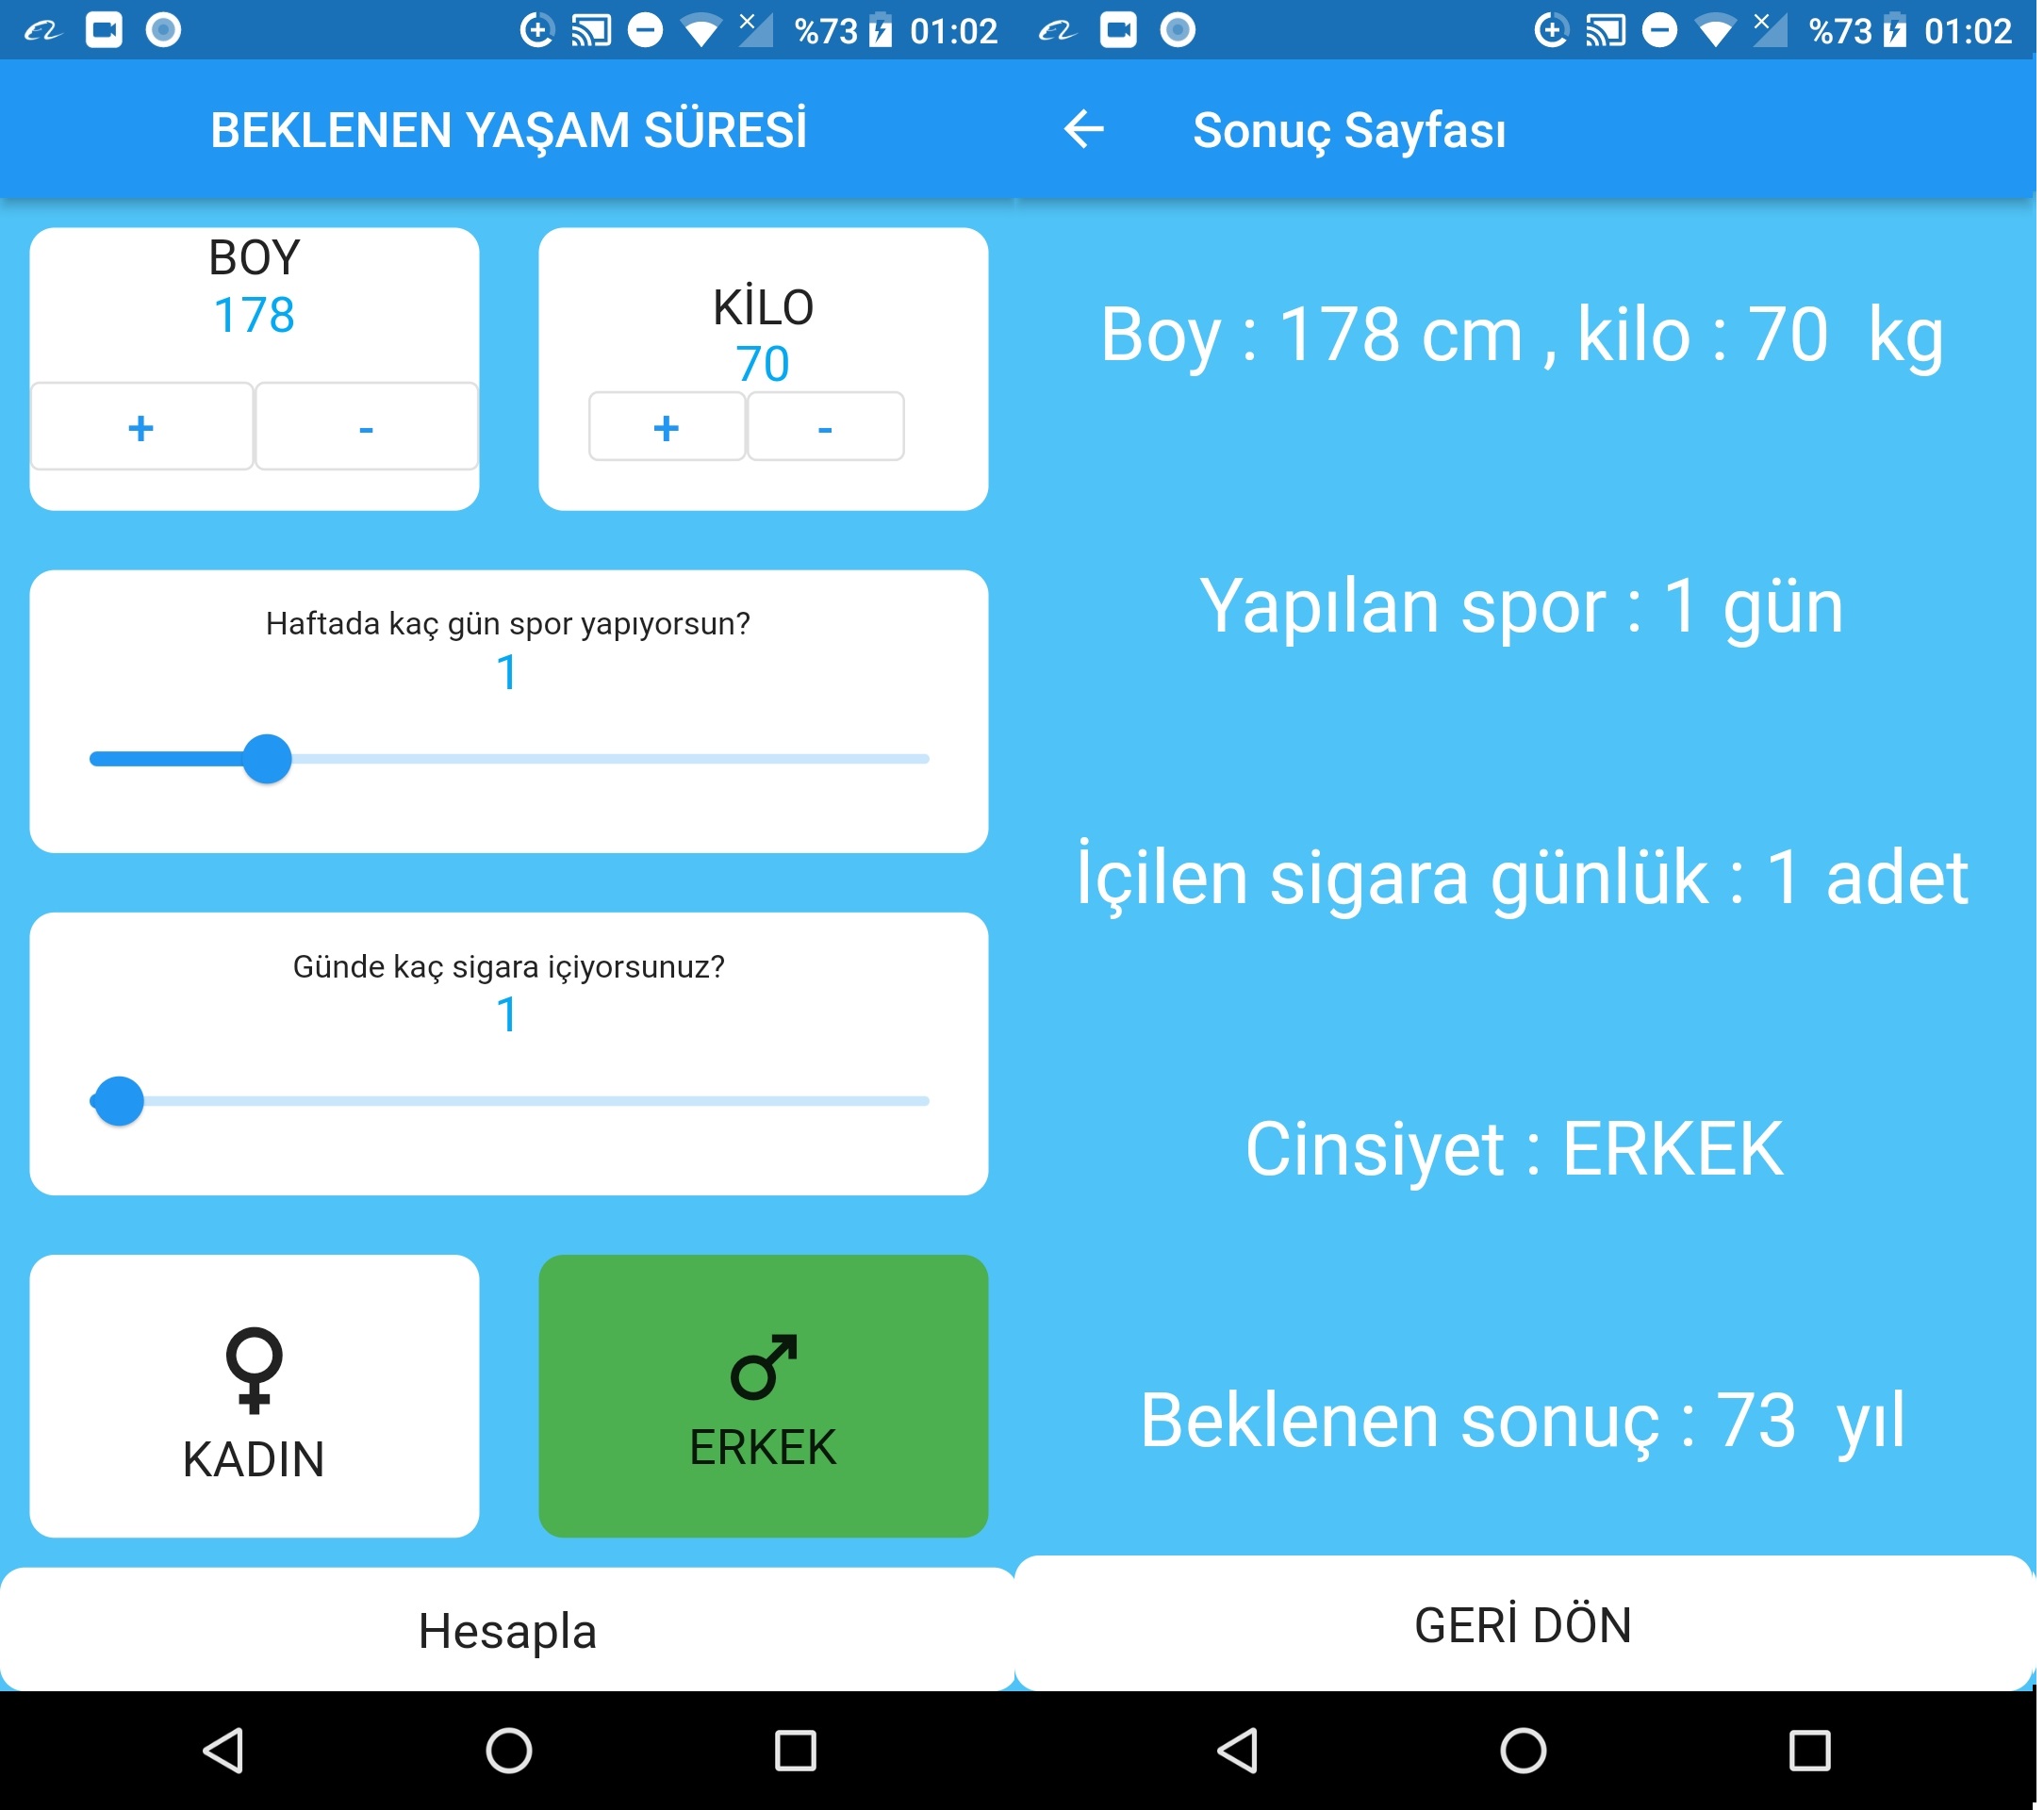 %73 01:02
BEKLENEN YAŞAM SÜRESİ
BOY
178
+ -
KİLO
70
+ -
Haftada kaç gün spor yapıyorsun?
1
Günde kaç sigara içiyorsunuz?
1
KADIN
ERKEK
Hesapla
%73 01:02
Sonuç Sayfası
Boy : 178 cm , kilo : 70  kg
Yapılan spor : 1 gün
İçilen sigara günlük : 1 adet
Cinsiyet : ERKEK
Beklenen sonuç : 73  yıl
GERİ DÖN